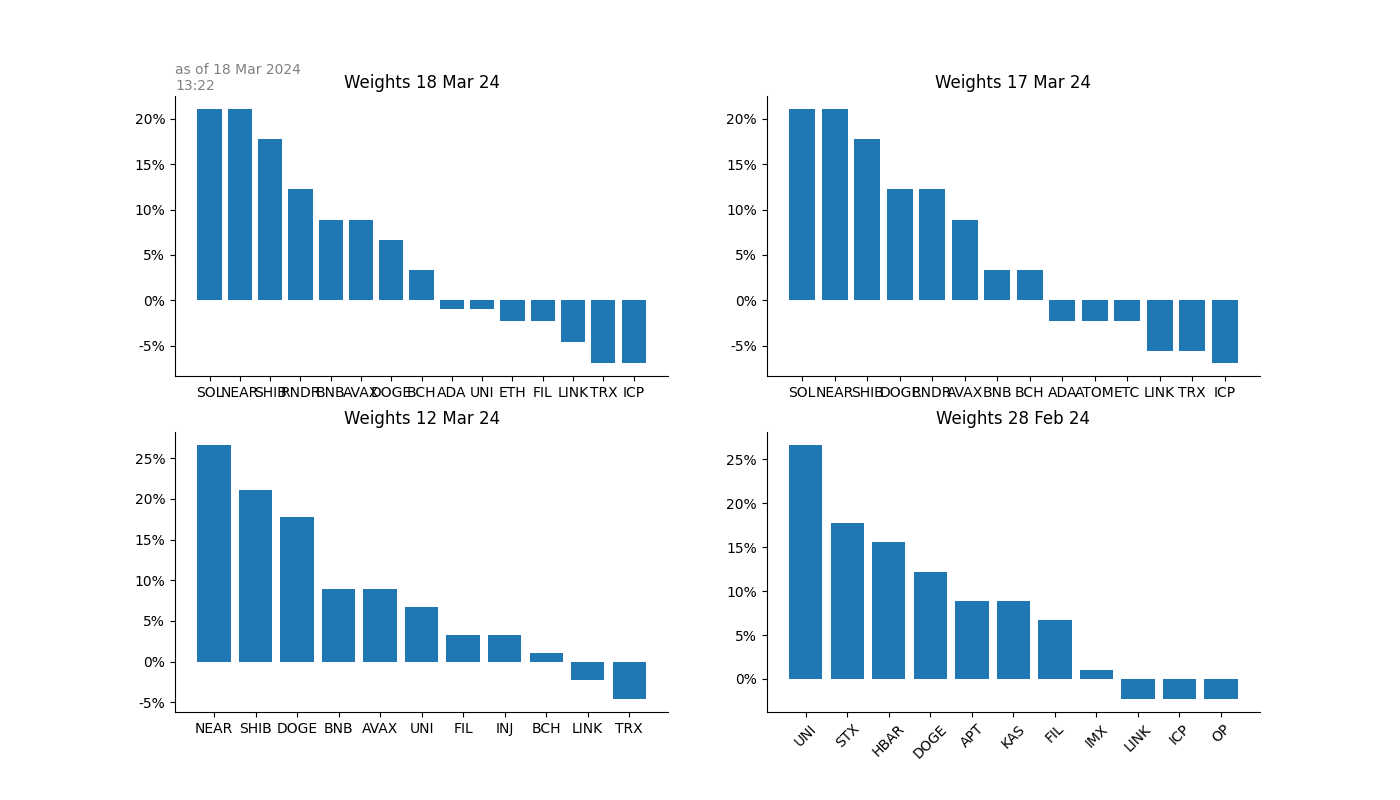 as of 18 Mar 2024
13:22
Weights 18 Mar 24
20%
15%
10%
5%
0%
-5%
SOL NEAR SHIB RNDR BNB AVAX DOGE BCH ADA UNI ETH FIL LINK TRX ICP
Weights 17 Mar 24
20%
15%
10%
5%
0%
-5%
SOL NEAR SHIB DOGE RNDR AVAX BNB BCH ADA ATOM ETC LINK TRX ICP
Weights 12 Mar 24
25%
20%
15%
10%
5%
0%
-5%
NEAR SHIB DOGE BNB AVAX UNI FIL INJ BCH LINK TRX
Weights 28 Feb 24
25%
20%
15%
10%
5%
0%
UNI STX HBAR DOGE APT KAS FIL IMX LINK ICP OP